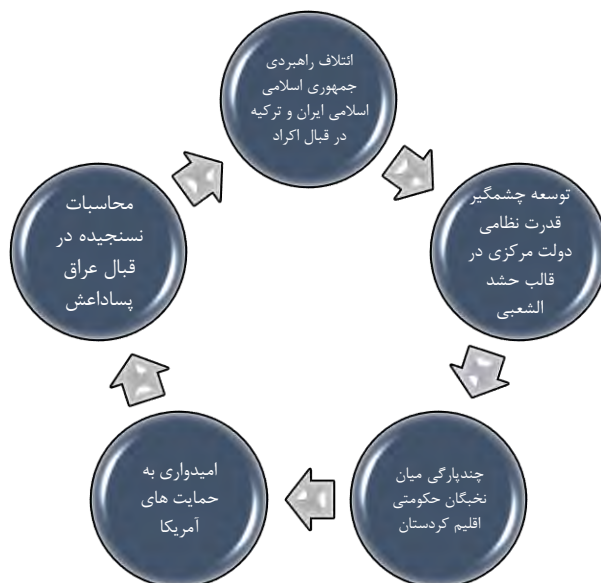 ائتلاف راهبردی
جمهوری اسلامی
اسلامی ایران و ترکیه
در قبال اکراد
توسعه چشمگیر
قدرت نظامی
دولت مرکزی در
قالب حشد
الشعبی
چندپارگی میان
نخبگان حکومتی
اقلیم کردستان
امیدواری به
حمایت های
آمریکا
محاسبات
نسنجیده در
قبال عراق
پساداعش